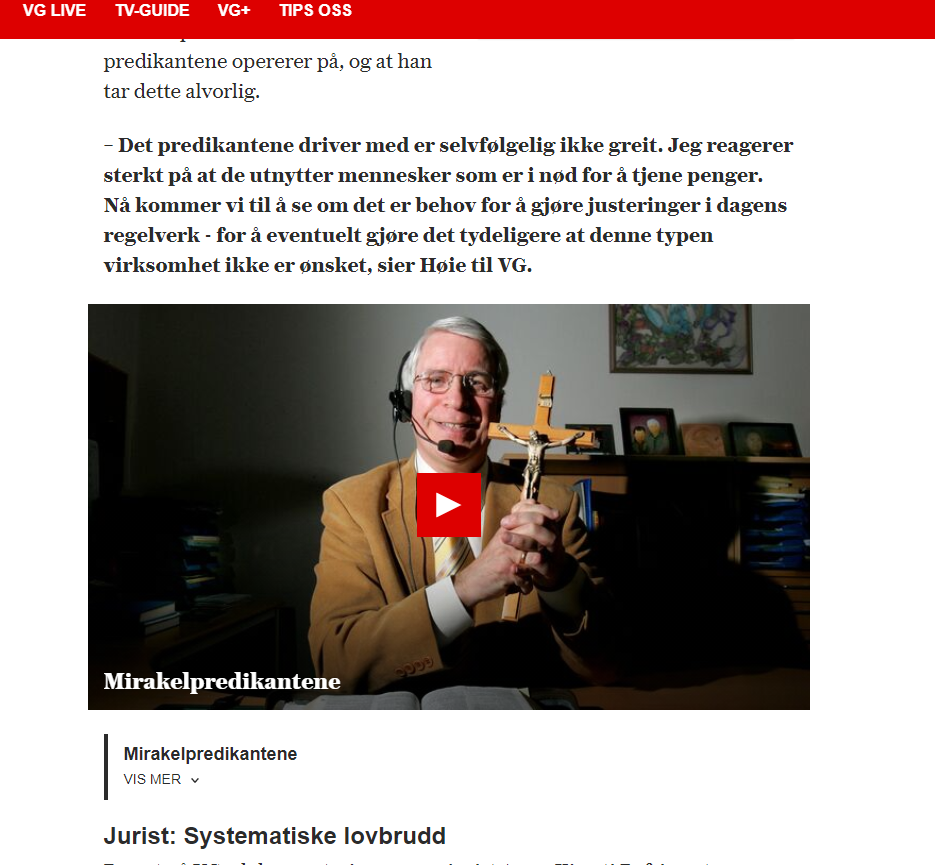 VG LIVE TV-GUIDE VG+ TIPS OSS
predikantene opererer på, og at han
tar dette alvorlig.
– Det predikantene driver med er selvfølgelig ikke greit. Jeg reagerer
sterkt på at de utnytter mennesker som er i nød for å tjene penger.
Nå kommer vi til å se om det er behov for å gjøre justeringer i dagens
regelverk - for å eventuelt gjøre det tydeligere at denne typen
virksomhet ikke er ønsket, sier Høie til VG.
Mirakelpredikantene
Mirakelpredikantene
VIS MER
Jurist: Systematiske lovbrudd